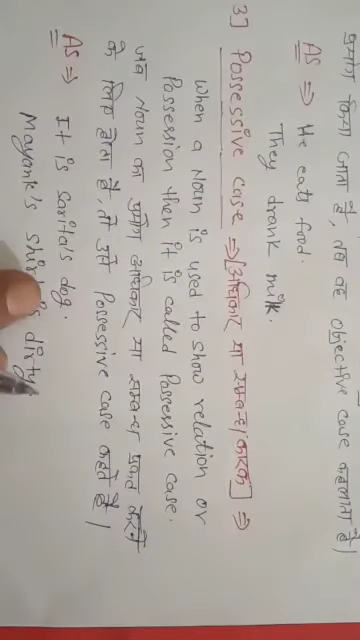 प्रयोग किया जाता है, तब वह Objective case कहलाता है।
As ⇒ He eats food.
They drank milk.
3] Possessive case ⇒ [अधिकार या सम्बन्ध कारक] ⇒
When a Noun is used to show relation or
Possession then it is called Possessive case.
जब Noun का प्रयोग अधिकार या सम्बन्ध प्रकट करने
के लिए होता है, तो उसे Possessive case कहते है।
As ⇒ It is Sarita's dog.
Mayank's Shirt is dirty